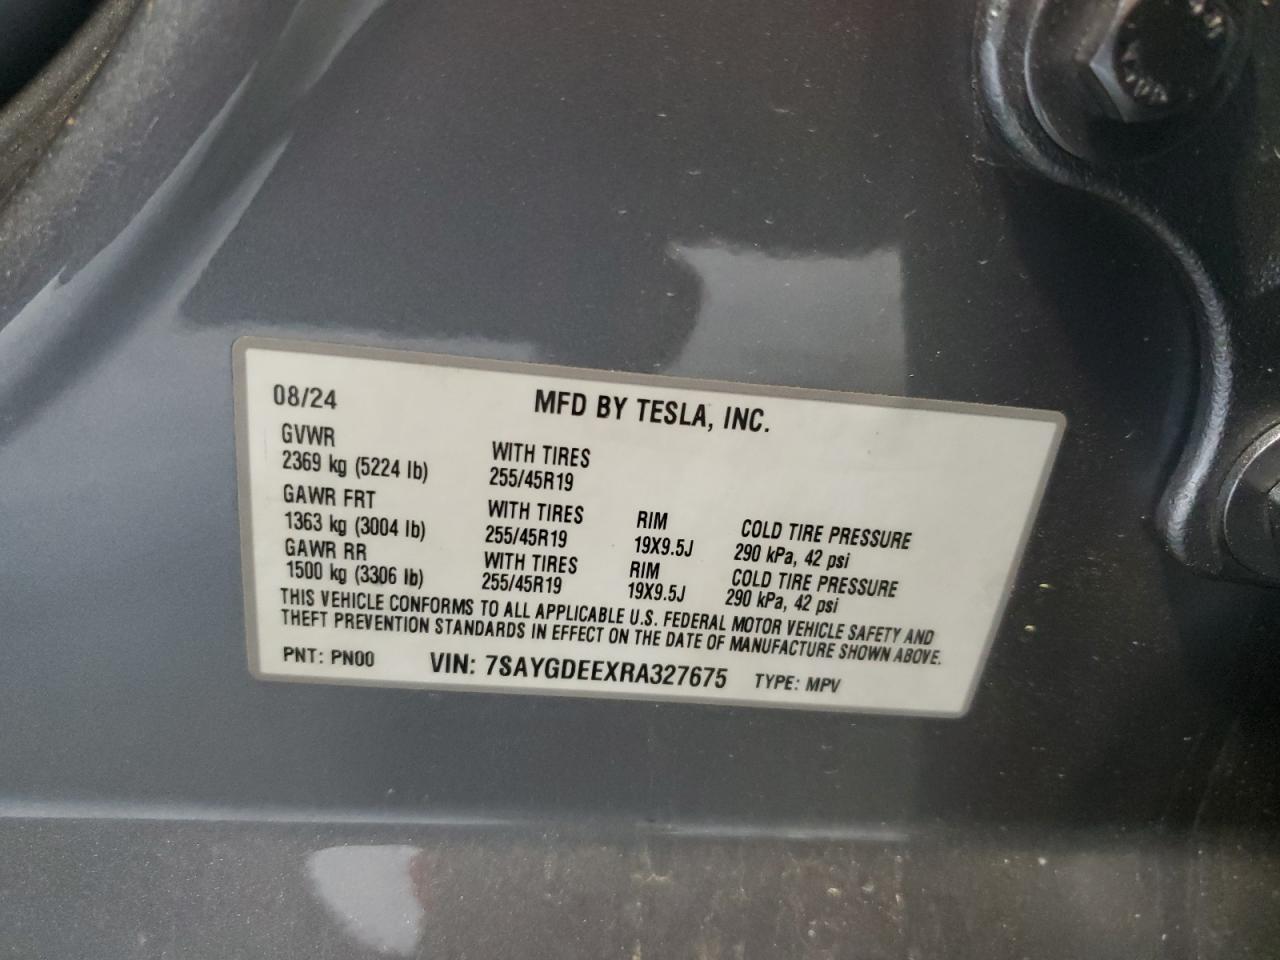 08/24 MFD BY TESLA, INC.
GVWR
2369 kg (5224 lb)
WITH TIRES
255/45R19
GAWR FRT
1363 kg (3004 lb)
WITH TIRES
255/45R19
RIM
19X9.5J
COLD TIRE PRESSURE
290 kPa, 42 psi
GAWR RR
1500 kg (3306 lb)
WITH TIRES
255/45R19
RIM
19X9.5J
COLD TIRE PRESSURE
290 kPa, 42 psi
THIS VEHICLE CONFORMS TO ALL APPLICABLE U.S. FEDERAL MOTOR VEHICLE SAFETY AND
THEFT PREVENTION STANDARDS IN EFFECT ON THE DATE OF MANUFACTURE SHOWN ABOVE.
PNT: PN00 VIN: 7SAYGDEEXRA327675 TYPE: MPV